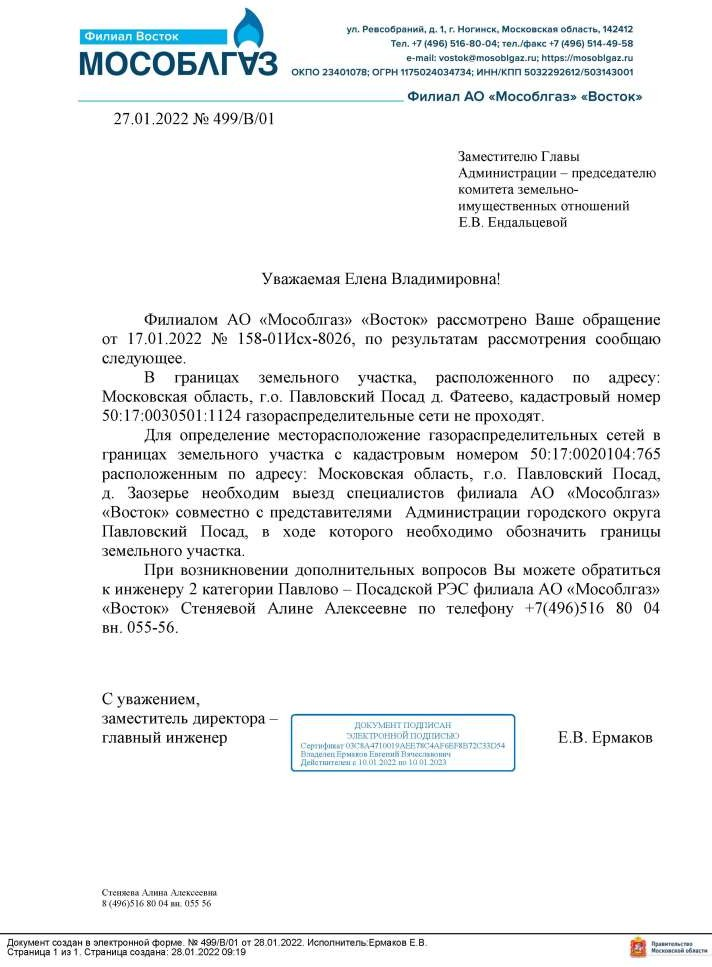 Филиал Восток
МОСОБЛГАЗ
ул. Ревсобраний, д. 1, г. Ногинск, Московская область, 142412
Тел. +7 (496) 516-80-04; тел./факс +7 (496) 514-49-58
e-mail: vostok@mosoblgaz.ru; https://mosoblgaz.ru
ОКПО 23401078; ОГРН 1175024034734; ИНН/КПП 5032292612/503143001
Филиал АО «Мособлгаз» «Восток»
27.01.2022 № 499/В/01
Заместителю Главы
Администрации – председателю
комитета земельно-
имущественных отношений
Е.В. Ендальцевой
Уважаемая Елена Владимировна!
Филиалом АО «Мособлгаз» «Восток» рассмотрено Ваше обращение
от 17.01.2022 № 158-01Исх-8026, по результатам рассмотрения сообщаю
следующее.
В границах земельного участка, расположенного по адресу:
Московская область, г.о. Павловский Посад д. Фатеево, кадастровый номер
50:17:0030501:1124 газораспределительные сети не проходят.
Для определение месторасположение газораспределительных сетей в
границах земельного участка с кадастровым номером 50:17:0020104:765
расположенным по адресу: Московская область, г.о. Павловский Посад,
д. Заозерье необходим выезд специалистов филиала АО «Мособлгаз»
«Восток» совместно с представителями Администрации городского округа
Павловский Посад, в ходе которого необходимо обозначить границы
земельного участка.
При возникновении дополнительных вопросов Вы можете обратиться
к инженеру 2 категории Павлово – Посадской РЭС филиала АО «Мособлгаз»
«Восток» Стеняевой Алине Алексеевне по телефону +7(496)516 80 04
вн. 055-56.
С уважением,
заместитель директора –
главный инженер
ДОКУМЕНТ ПОДПИСАН
ЭЛЕКТРОННОЙ ПОДПИСЬЮ
Сертификат 03C8A4710019AEE78C4AF6EF8B72C33D54
Владелец Ермаков Евгений Вячеславович
Действителен с 10.01.2022 по 10.01.2023
Е.В. Ермаков
Стеняева Алина Алексеевна
8 (496)516 80 04 вн. 055 56
Документ создан в электронной форме. № 499/В/01 от 28.01.2022. Исполнитель:Ермаков Е.В.
Страница 1 из 1. Страница создана: 28.01.2022 09:19
Правительство
Московской области